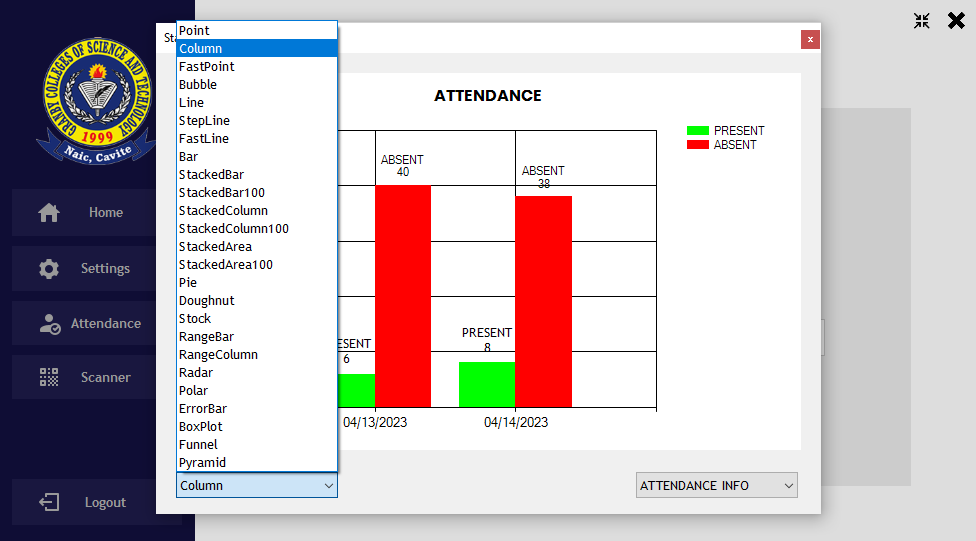 GRANBY COLLEGES OF SCIENCE AND TECHNOLOGY
1999
Naic, Cavite
Home
Settings
Attendance
Scanner
Logout
Sta
Point
Column
FastPoint
Bubble
Line
StepLine
FastLine
Bar
StackedBar
StackedBar100
StackedColumn
StackedColumn100
StackedArea
StackedArea100
Pie
Doughnut
Stock
RangeBar
RangeColumn
Radar
Polar
ErrorBar
BoxPlot
Funnel
Pyramid
Column
ATTENDANCE
PRESENT
ABSENT
ABSENT
40
ABSENT
38
ESENT
6
PRESENT
8
04/13/2023
04/14/2023
ATTENDANCE INFO